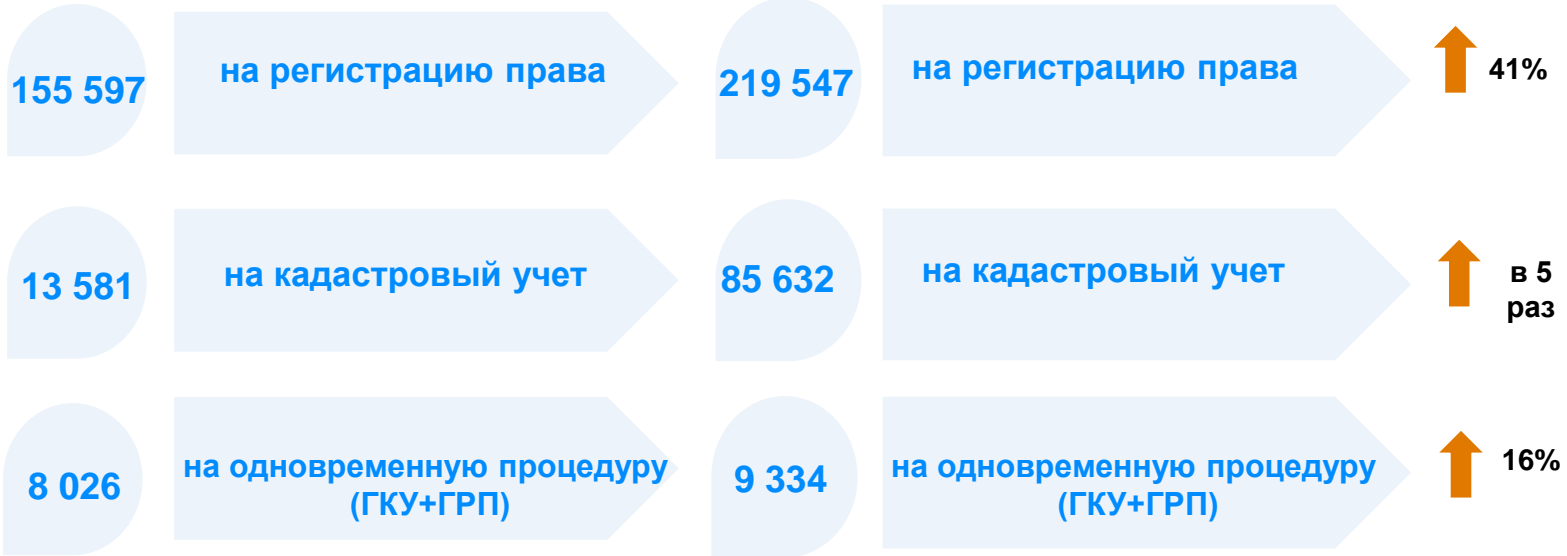 155 597
на регистрацию права
219 547
на регистрацию права
41%
13 581
на кадастровый учет
85 632
на кадастровый учет
в 5
раз
8 026
на одновременную процедуру
(ГКУ+ГРП)
9 334
на одновременную процедуру
(ГКУ+ГРП)
16%